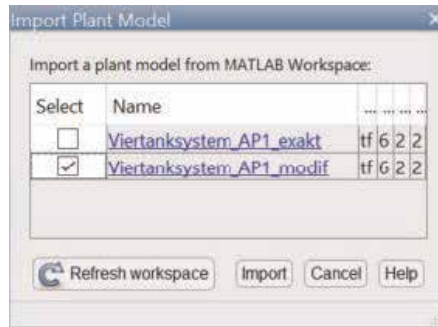 Import Plant Model
Import a plant model from MATLAB Workspace:
Select Name ... ... ... ...
Viertanksystem_AP1_exakt tf 6 2 2
Viertanksystem_AP1_modif tf 6 2 2
Refresh workspace Import Cancel Help